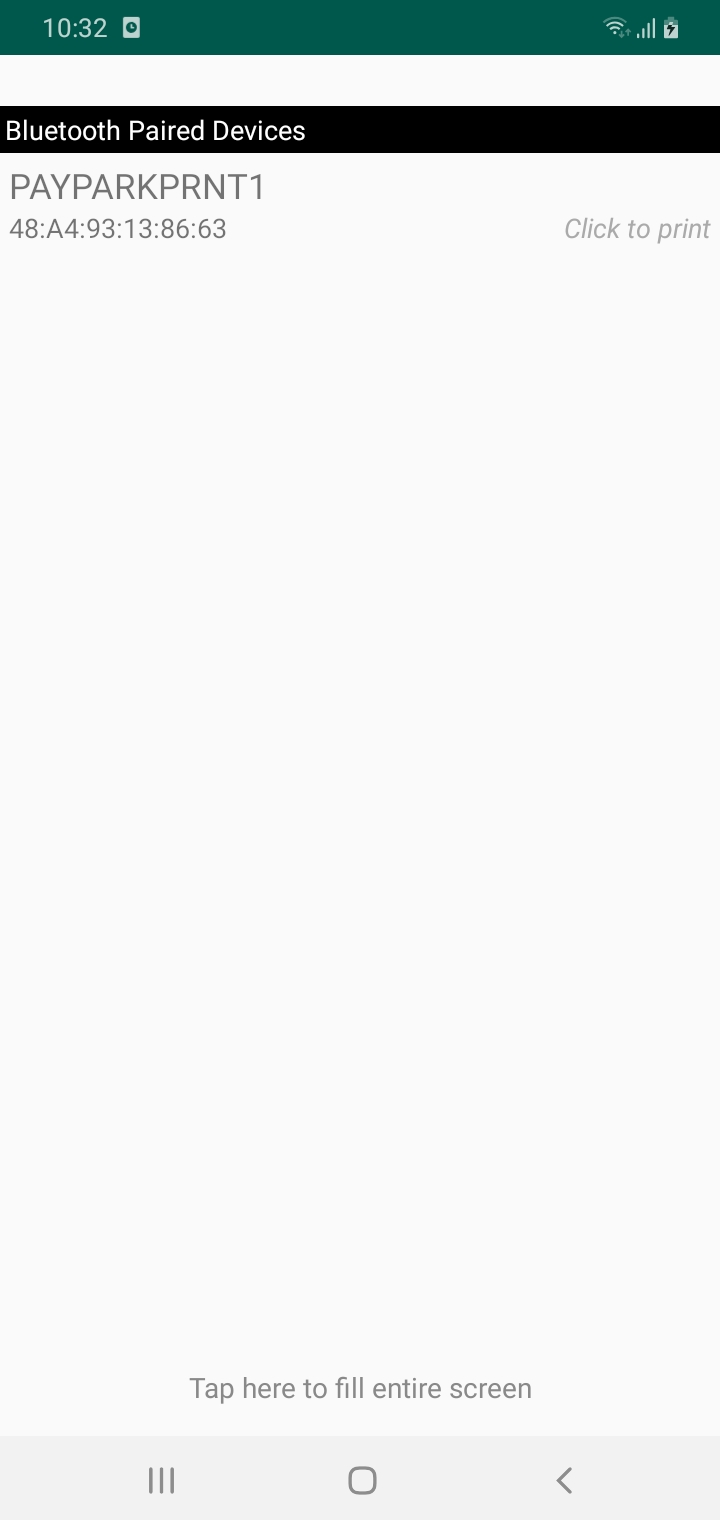 10:32
Bluetooth Paired Devices
PAYPARKPRNT1
48:A4:93:13:86:63
Click to print
Tap here to fill entire screen